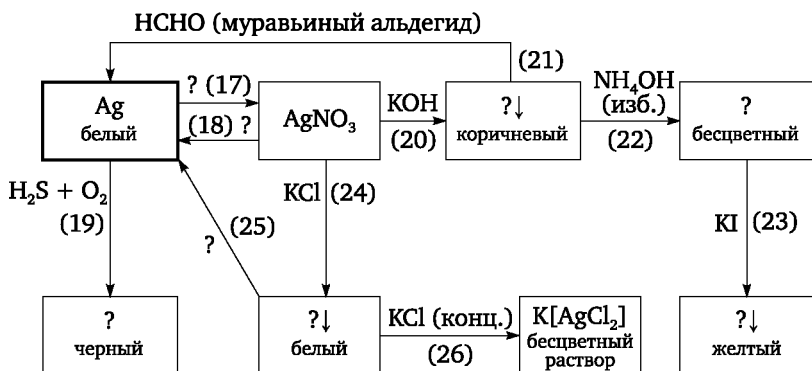 HCHO (муравьиный альдегид)
(21)
Ag
белый
? (17)
(18) ?
AgNO₃
KOH
(20)
?↓
коричневый
NH₄OH
(изб.)
(22)
?
бесцветный
H₂S + O₂
(19)
?
(25)
KCl (24)
KI (23)
?
черный
?↓
белый
KCl (конц.)
(26)
K[AgCl₂]
бесцветный
раствор
?↓
желтый